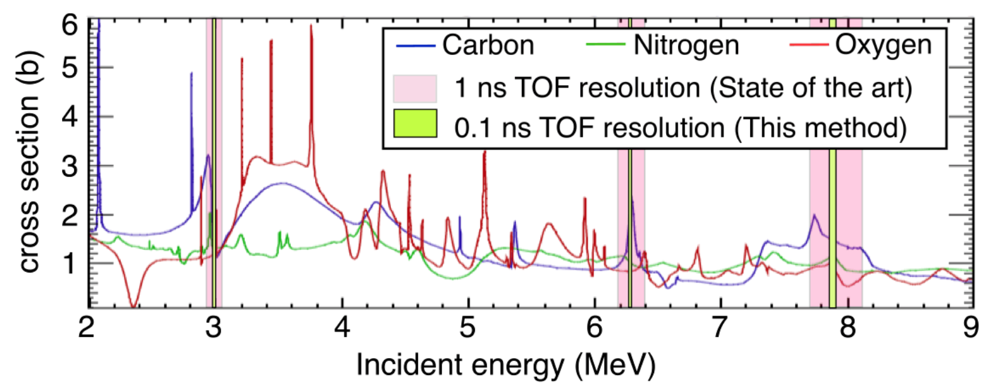 Carbon Nitrogen Oxygen
1 ns TOF resolution (State of the art)
0.1 ns TOF resolution (This method)
cross section (b)
6
5
4
3
2
1
2 3 4 5 6 7 8 9
Incident energy (MeV)